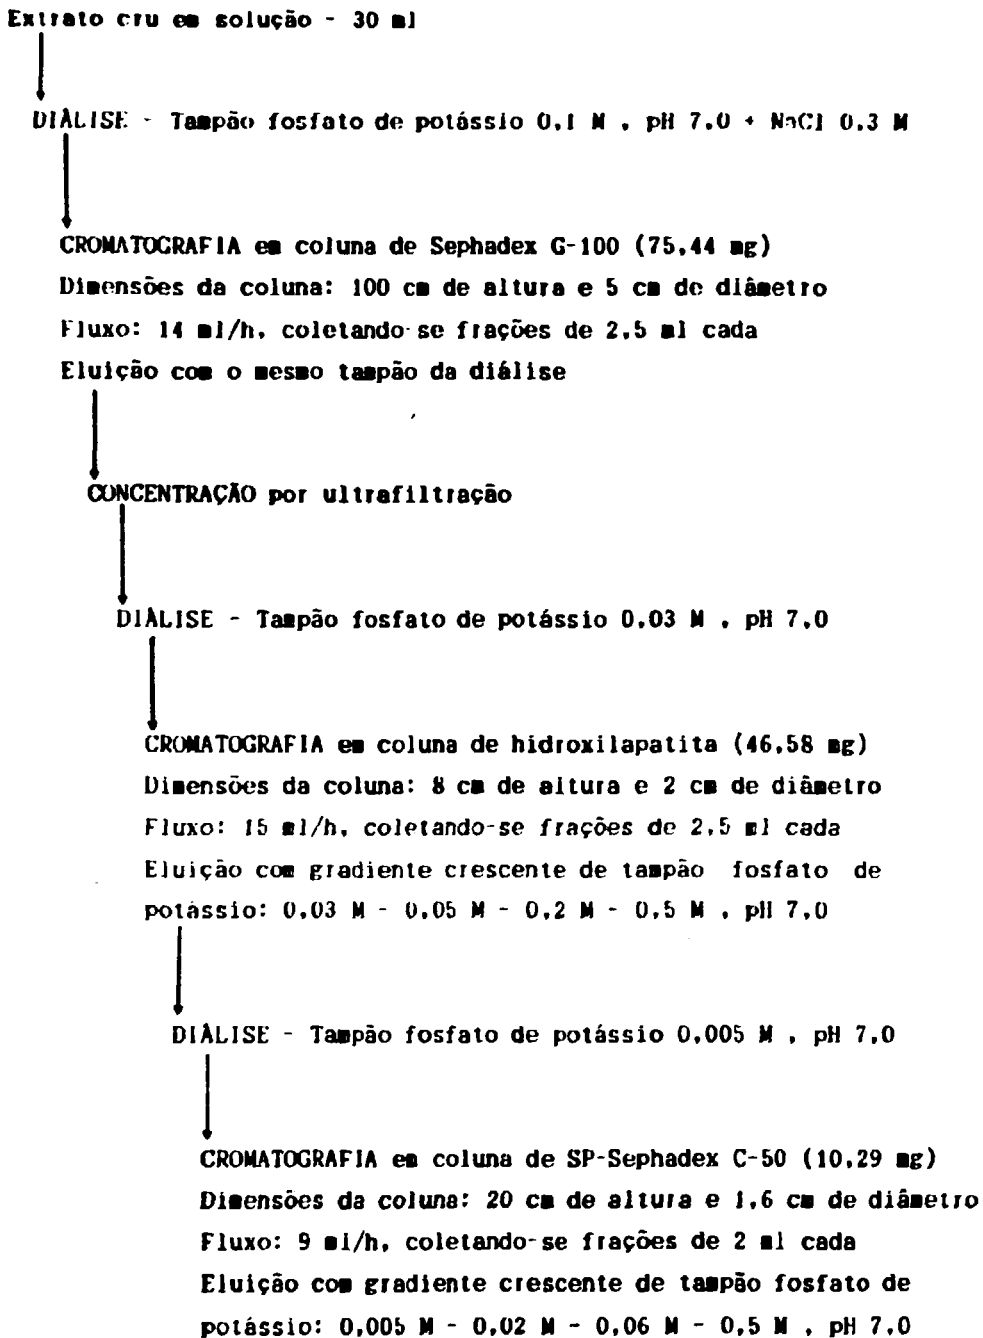 Extrato cru em solução - 30 ml
DIÁLISE - Tampão fosfato de potássio 0,1 M , pH 7,0 + NaCl 0,3 M
CROMATOGRAFIA em coluna de Sephadex G-100 (75,44 mg)
Dimensões da coluna: 100 cm de altura e 5 cm de diâmetro
Fluxo: 14 ml/h, coletando-se frações de 2,5 ml cada
Eluição com o mesmo tampão da diálise
CONCENTRAÇÃO por ultrafiltração
DIÁLISE - Tampão fosfato de potássio 0,03 M , pH 7,0
CROMATOGRAFIA em coluna de hidroxilapatita (46,58 mg)
Dimensões da coluna: 8 cm de altura e 2 cm de diâmetro
Fluxo: 15 ml/h, coletando-se frações de 2,5 ml cada
Eluição com gradiente crescente de tampão fosfato de
potássio: 0,03 M - 0,05 M - 0,2 M - 0,5 M , pH 7,0
DIÁLISE - Tampão fosfato de potássio 0,005 M , pH 7,0
CROMATOGRAFIA em coluna de SP-Sephadex C-50 (10,29 mg)
Dimensões da coluna: 20 cm de altura e 1,6 cm de diâmetro
Fluxo: 9 ml/h, coletando-se frações de 2 ml cada
Eluição com gradiente crescente de tampão fosfato de
potássio: 0,005 M - 0,02 M - 0,06 M - 0,5 M , pH 7,0